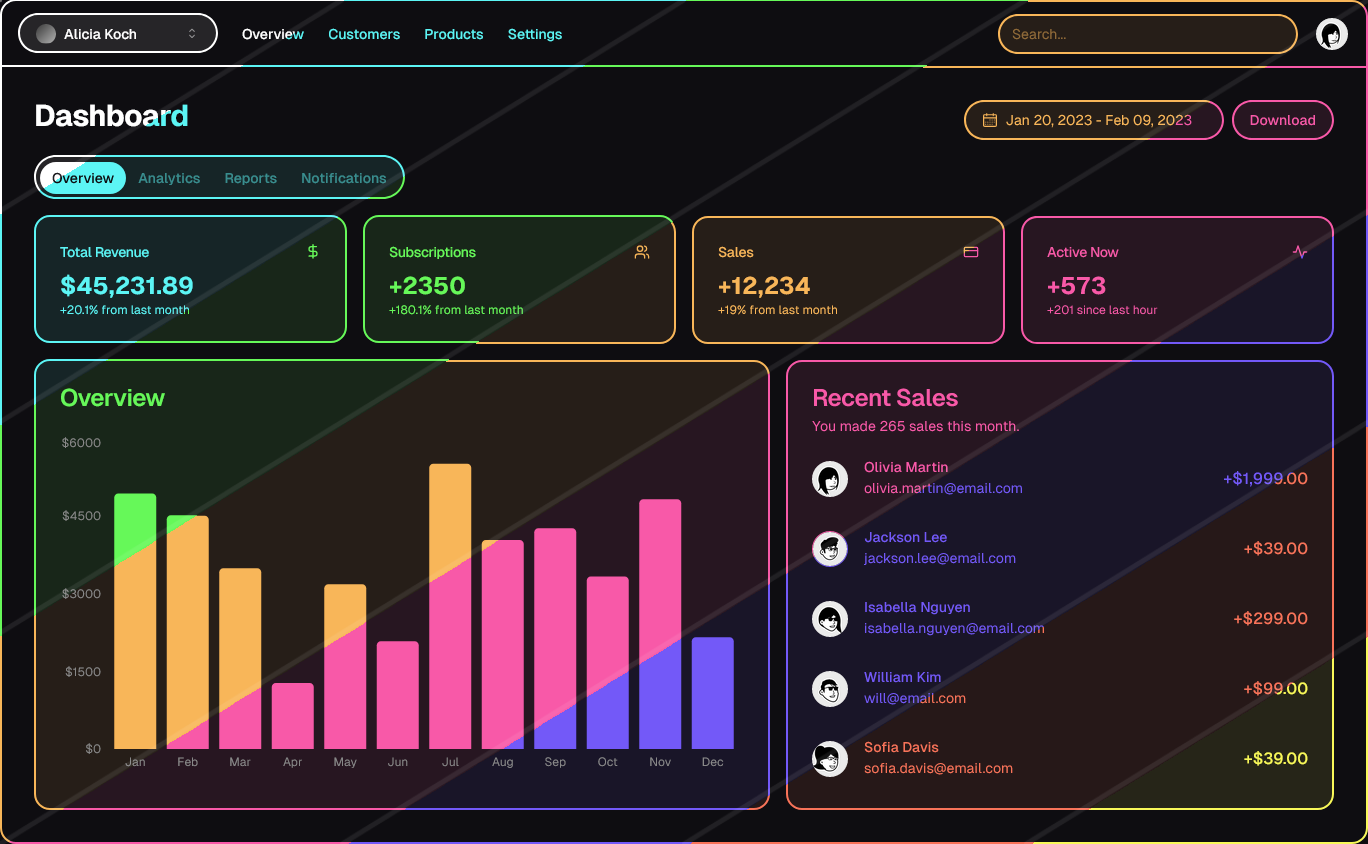 Alicia Koch
Overview Customers Products Settings
Search...
Dashboard
Jan 20, 2023 - Feb 09, 2023
Download
Overview Analytics Reports Notifications
Total Revenue
$45,231.89
+20.1% from last month
Subscriptions
+2350
+180.1% from last month
Sales
+12,234
+19% from last month
Active Now
+573
+201 since last hour
Overview
$6000
$4500
$3000
$1500
$0
Jan Feb Mar Apr May Jun Jul Aug Sep Oct Nov Dec
Recent Sales
You made 265 sales this month.
Olivia Martin
olivia.martin@email.com
+$1,999.00
Jackson Lee
jackson.lee@email.com
+$39.00
Isabella Nguyen
isabella.nguyen@email.com
+$299.00
William Kim
will@email.com
+$99.00
Sofia Davis
sofia.davis@email.com
+$39.00